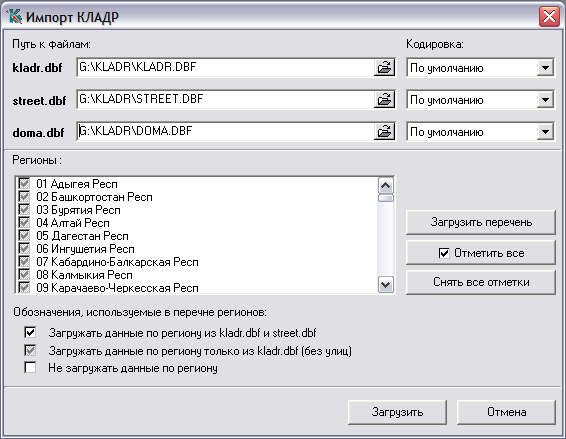 Импорт КЛАДР
Путь к файлам: Кодировка:
kladr.dbf G:\KLADR\KLADR.DBF По умолчанию
street.dbf G:\KLADR\STREET.DBF По умолчанию
doma.dbf G:\KLADR\DOMA.DBF По умолчанию
Регионы :
01 Адыгея Респ
02 Башкортостан Респ
03 Бурятия Респ
04 Алтай Респ
05 Дагестан Респ
06 Ингушетия Респ
07 Кабардино-Балкарская Респ
08 Калмыкия Респ
09 Карачаево-Черкесская Респ
Загрузить перечень
Отметить все
Снять все отметки
Обозначения, используемые в перечне регионов:
Загружать данные по региону из kladr.dbf и street.dbf
Загружать данные по региону только из kladr.dbf (без улиц)
Не загружать данные по региону
Загрузить Отмена